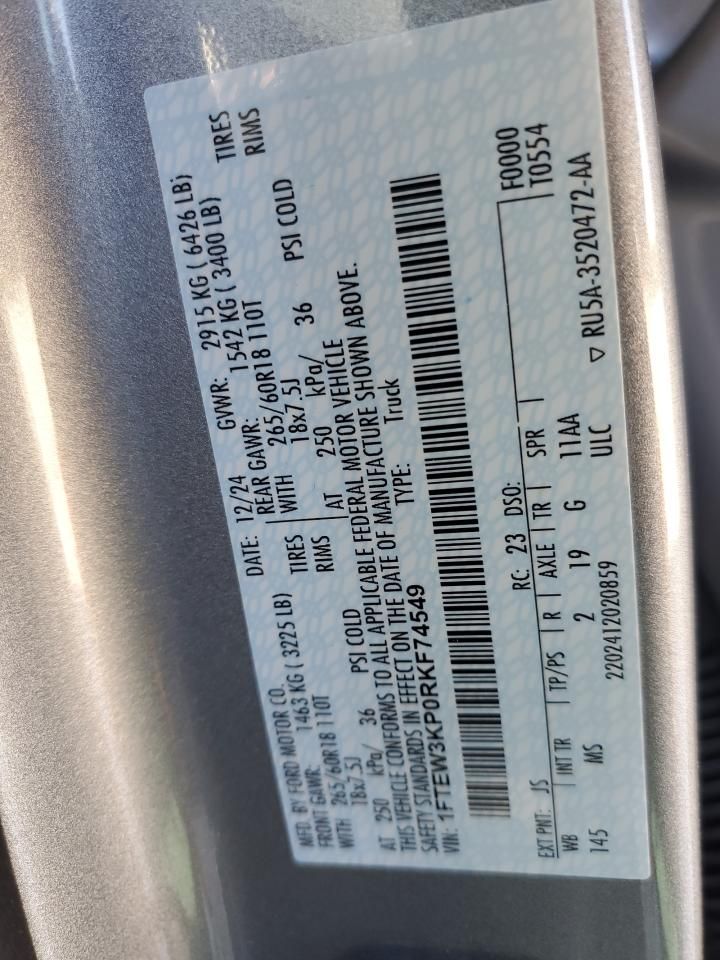 MFD. BY FORD MOTOR CO.
DATE: 12/24 GVWR: 2915 KG ( 6426 LB)
FRONT GAWR: 1463 KG ( 3225 LB)
REAR GAWR: 1542 KG ( 3400 LB)
WITH 265/60R18 110T TIRES
WITH 265/60R18 110T TIRES
18x7.5J RIMS
18x7.5J RIMS
AT 250 kPa/ 36 PSI COLD
AT 250 kPa/ 36 PSI COLD
THIS VEHICLE CONFORMS TO ALL APPLICABLE FEDERAL MOTOR VEHICLE
SAFETY STANDARDS IN EFFECT ON THE DATE OF MANUFACTURE SHOWN ABOVE.
VIN: 1FTEW3KP0RKF74549 TYPE: Truck
F0000
EXT PNT: JS RC: 23 DSO: T0554
WB INT TR TP/PS R AXLE TR SPR
145 MS 2 19 G 11AA
2202412020859 ULC ▽ RU5A-3520472-AA